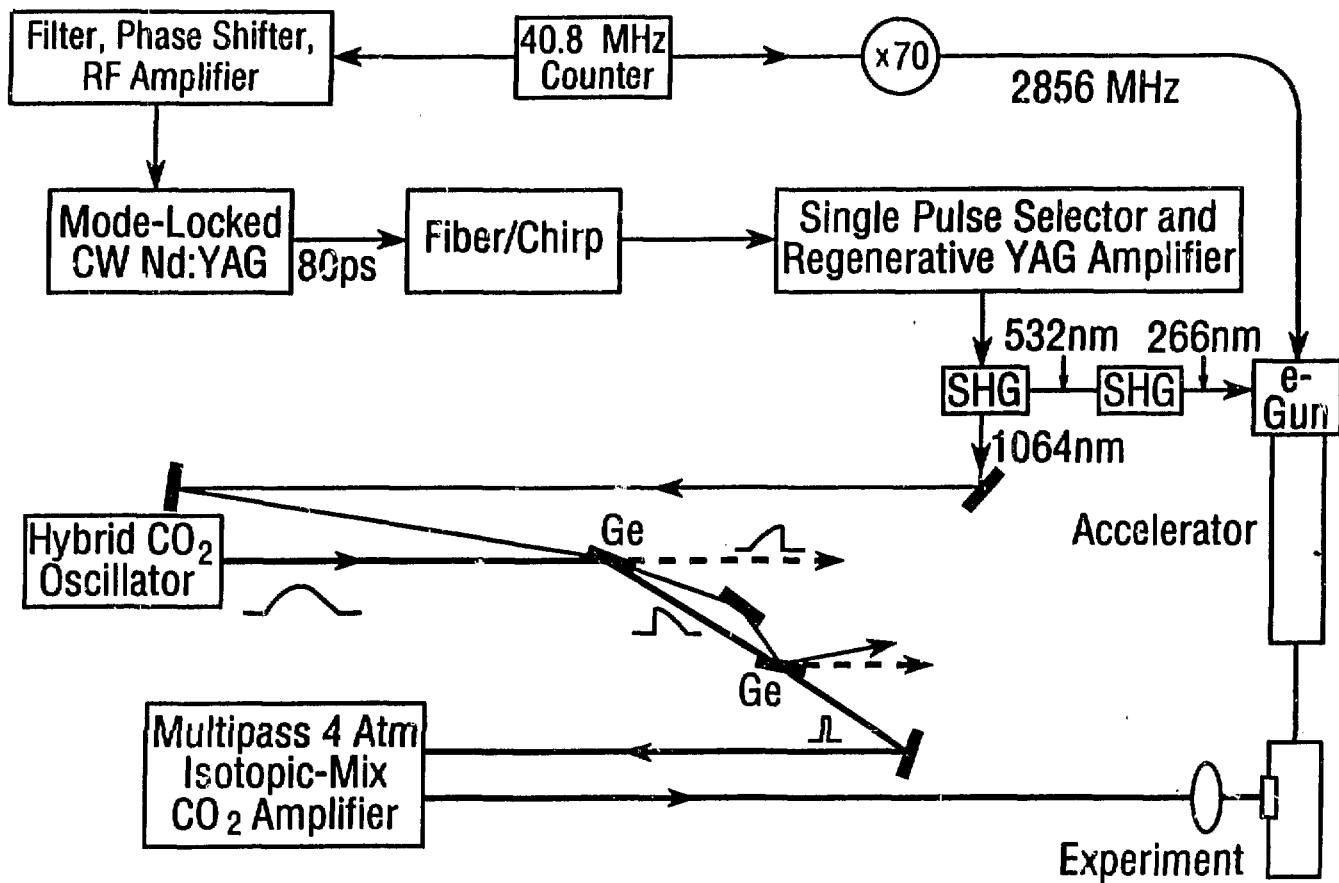 Filter, Phase Shifter,
RF Amplifier
40.8 MHz
Counter
x70
2856 MHz
Mode-Locked
CW Nd:YAG
80ps
Fiber/Chirp
Single Pulse Selector and
Regenerative YAG Amplifier
532nm
266nm
SHG
SHG
e-
Gun
1064nm
Hybrid CO2
Oscillator
Ge
Accelerator
Ge
Multipass 4 Atm
Isotopic-Mix
CO2 Amplifier
Experiment